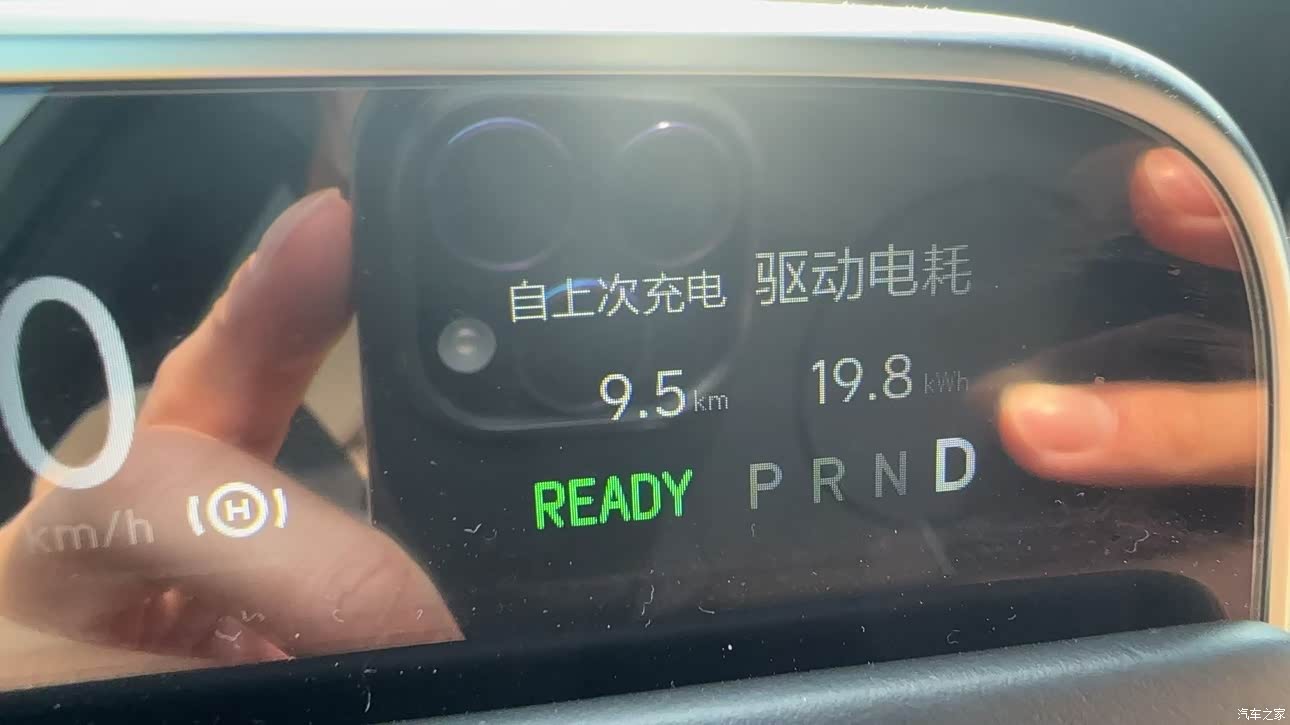 自上次充电 驱动电耗
0
9.5 km 19.8 kWh
READY P R N D
km/h (H)
汽车之家